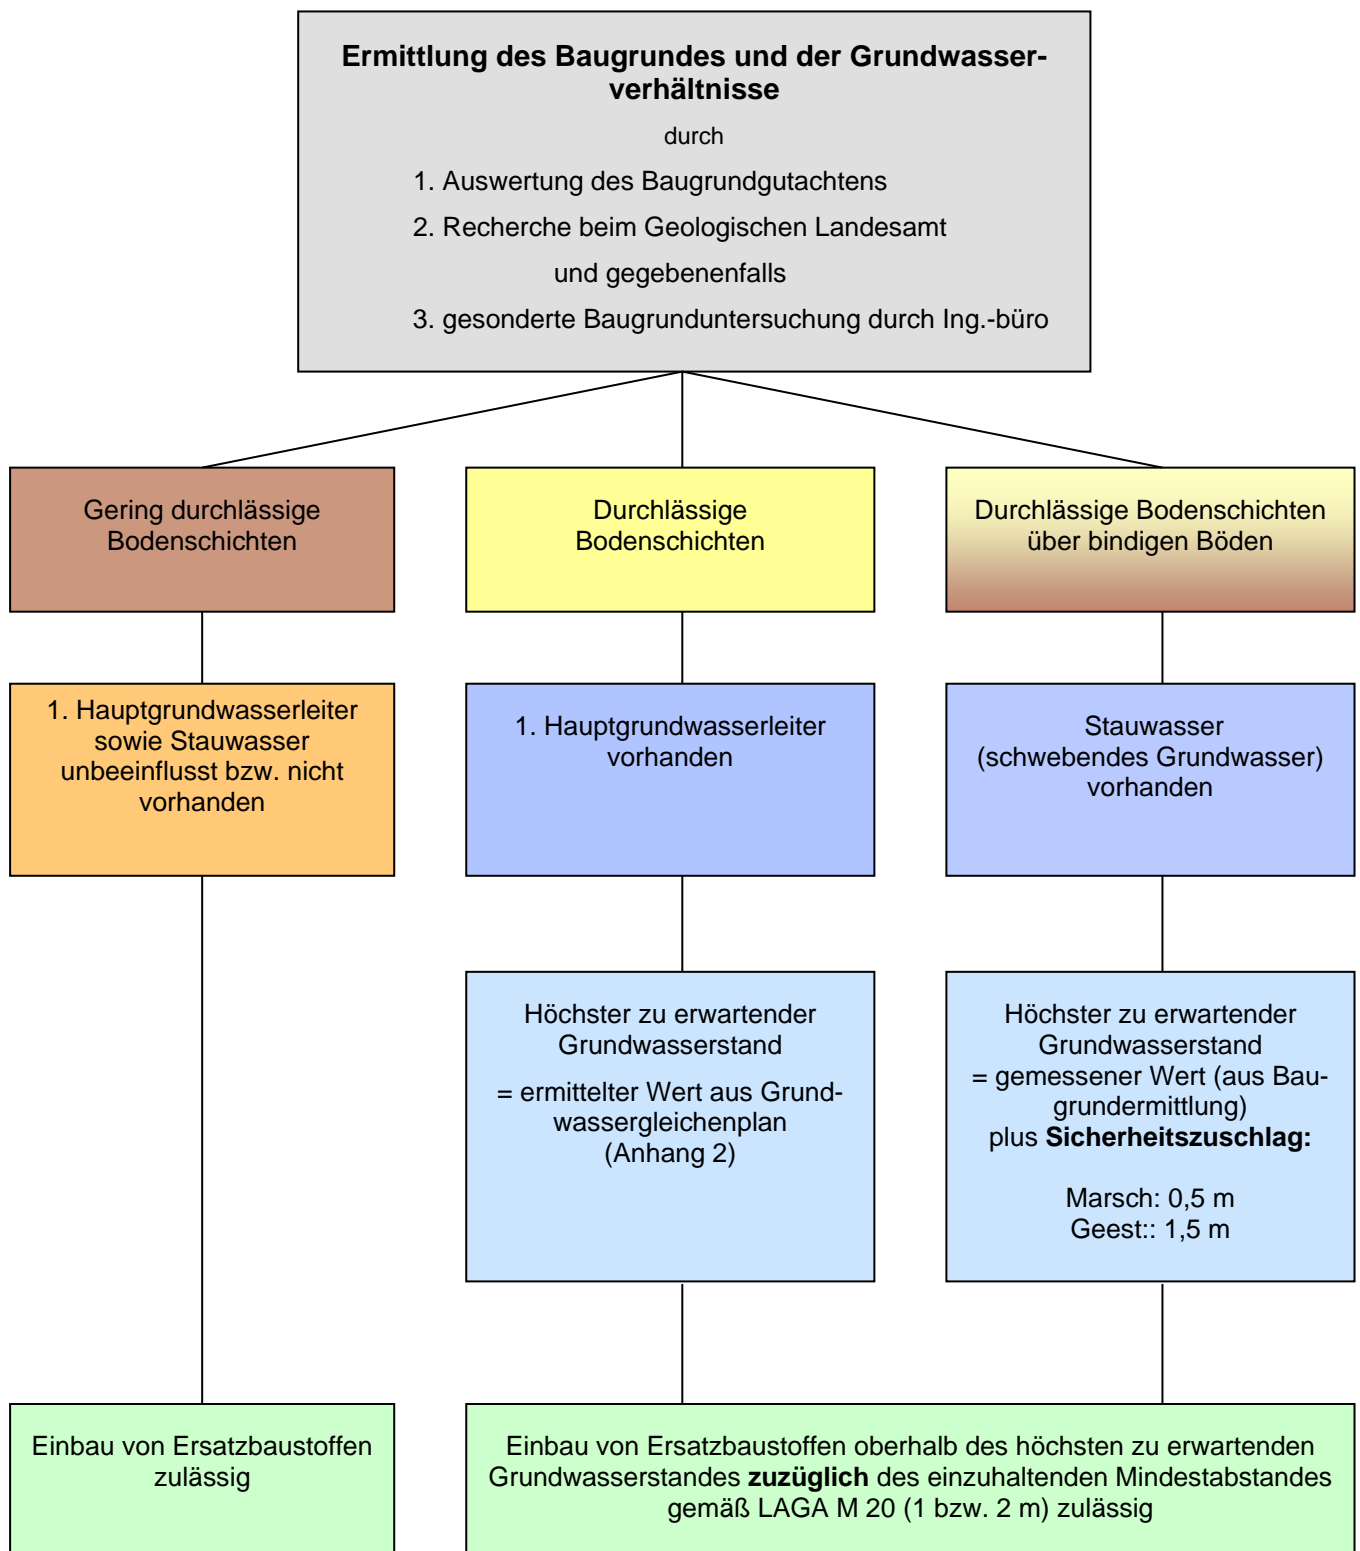 Ermittlung des Baugrundes und der Grundwasser-
verhältnisse
durch
1. Auswertung des Baugrundgutachtens
2. Recherche beim Geologischen Landesamt
und gegebenenfalls
3. gesonderte Baugrunduntersuchung durch Ing.-büro
Gering durchlässige
Bodenschichten
Durchlässige
Bodenschichten
Durchlässige Bodenschichten
über bindigen Böden
1. Hauptgrundwasserleiter
sowie Stauwasser
unbeeinflusst bzw. nicht
vorhanden
1. Hauptgrundwasserleiter
vorhanden
Stauwasser
(schwebendes Grundwasser)
vorhanden
Höchster zu erwartender
Grundwasserstand
= ermittelter Wert aus Grund-
wassergleichenplan
(Anhang 2)
Höchster zu erwartender
Grundwasserstand
= gemessener Wert (aus Bau-
grundermittlung)
plus Sicherheitszuschlag:
Marsch: 0,5 m
Geest:: 1,5 m
Einbau von Ersatzbaustoffen
zulässig
Einbau von Ersatzbaustoffen oberhalb des höchsten zu erwartenden
Grundwasserstandes zuzüglich des einzuhaltenden Mindestabstandes
gemäß LAGA M 20 (1 bzw. 2 m) zulässig